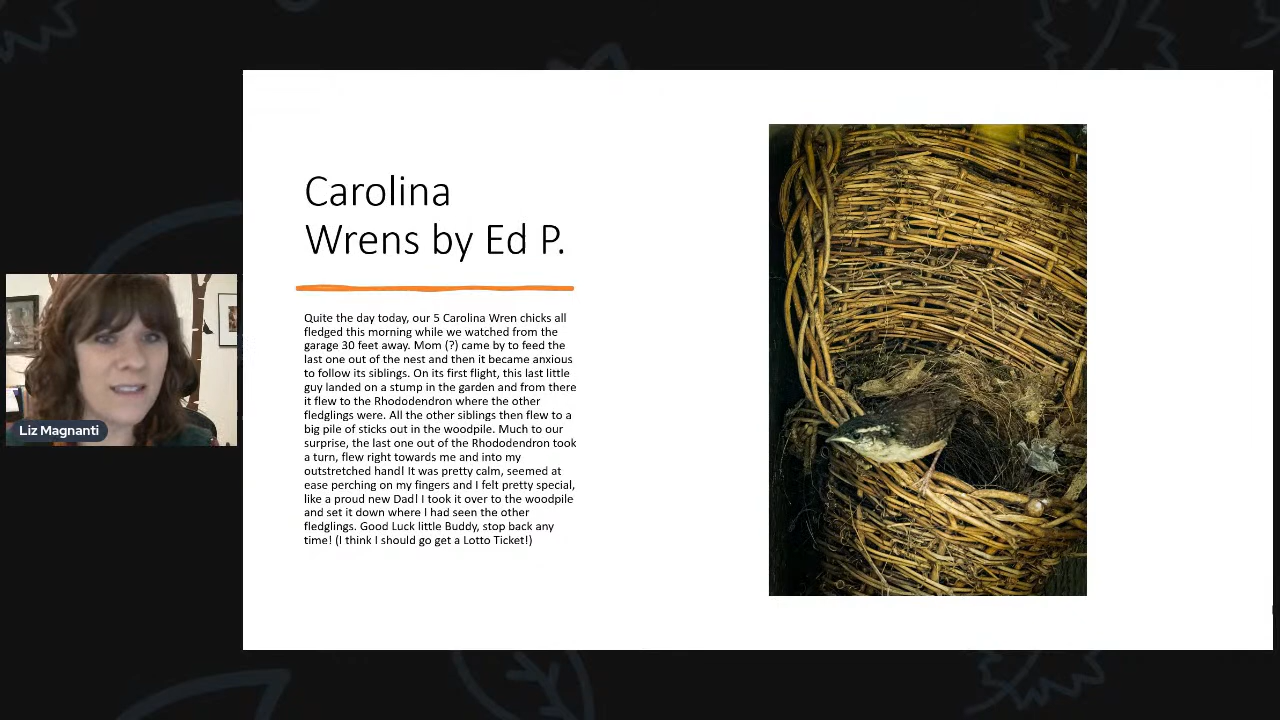 Carolina
Wrens by Ed P.
Quite the day today, our 5 Carolina Wren chicks all
fledged this morning while we watched from the
garage 30 feet away. Mom (?) came by to feed the
last one out of the nest and then it became anxious
to follow its siblings. On its first flight, this last little
guy landed on a stump in the garden and from there
it flew to the Rhododendron where the other
fledglings were. All the other siblings then flew to a
big pile of sticks out in the woodpile. Much to our
surprise, the last one out of the Rhododendron took
a turn, flew right towards me and into my
outstretched hand! It was pretty calm, seemed at
ease perching on my fingers and I felt pretty special,
like a proud new Dad! I took it over to the woodpile
and set it down where I had seen the other
fledglings. Good Luck little Buddy, stop back any
time! (I think I should go get a Lotto Ticket!)
Liz Magnanti